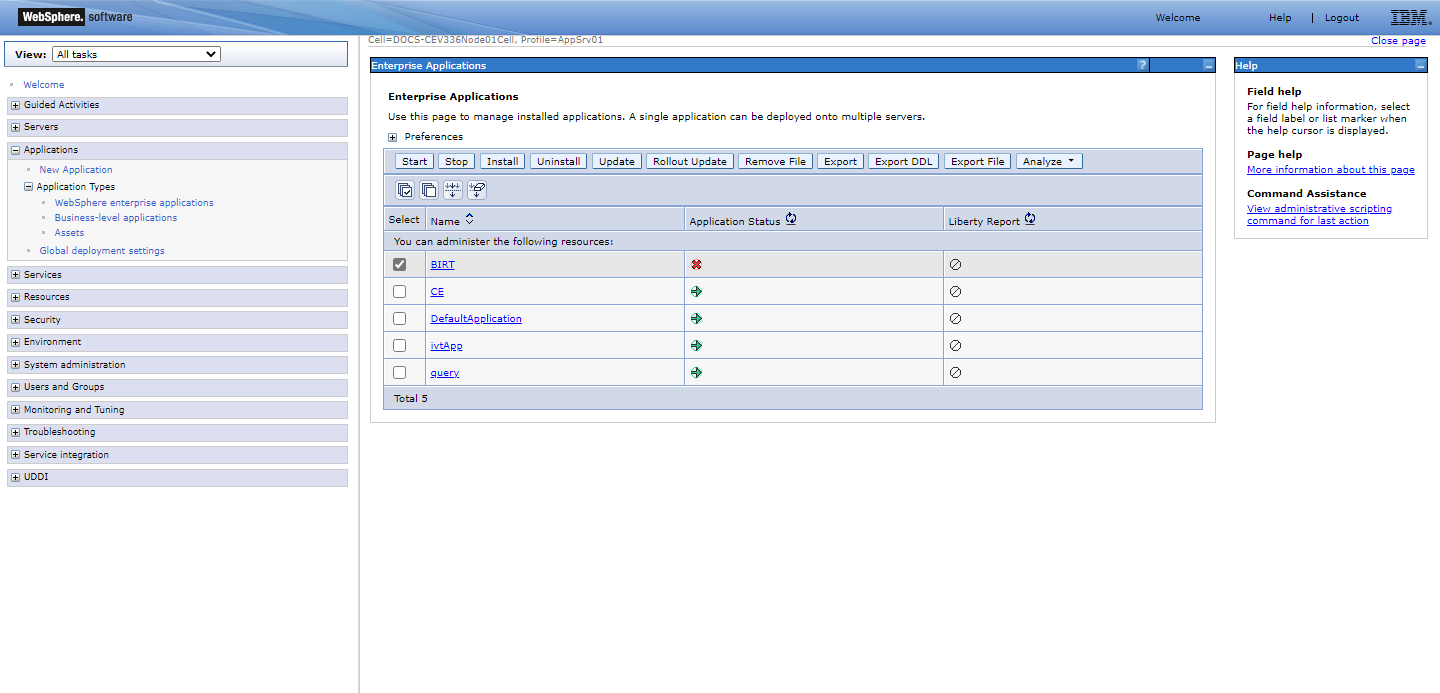 WebSphere. software
Welcome Help | Logout IBM.
View: All tasks
Cell=DOCS-CEV336Node01Cell, Profile=AppSrv01
Close page
Welcome
Guided Activities
Servers
Applications
New Application
Application Types
WebSphere enterprise applications
Business-level applications
Assets
Global deployment settings
Services
Resources
Security
Environment
System administration
Users and Groups
Monitoring and Tuning
Troubleshooting
Service integration
UDDI
Enterprise Applications ?
Enterprise Applications
Use this page to manage installed applications. A single application can be deployed onto multiple servers.
Preferences
Start Stop Install Uninstall Update Rollout Update Remove File Export Export DDL Export File Analyze
Select Name Application Status Liberty Report
You can administer the following resources:
BIRT
CE
DefaultApplication
ivtApp
query
Total 5
Help
Field help
For field help information, select
a field label or list marker when
the help cursor is displayed.
Page help
More information about this page
Command Assistance
View administrative scripting
command for last action